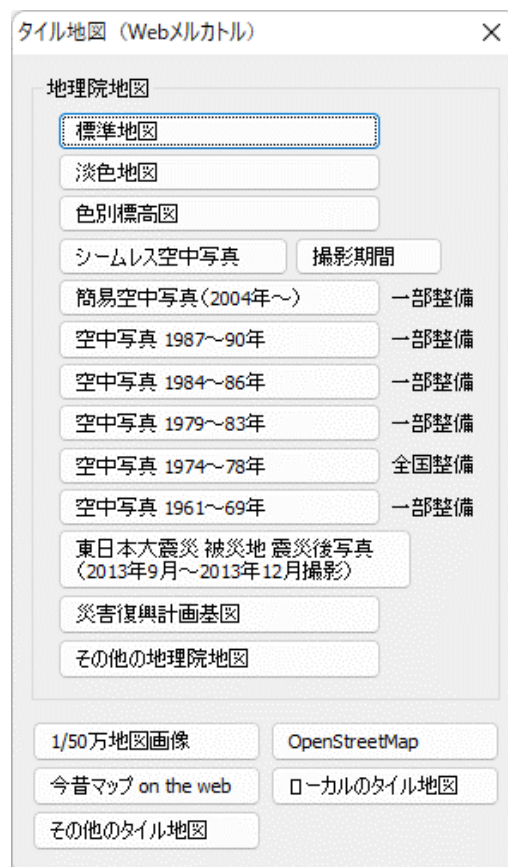 タイル地図（Webメルカトル）
地理院地図
標準地図
淡色地図
色別標高図
シームレス空中写真 撮影期間
簡易空中写真（2004年～） 一部整備
空中写真 1987～90年 一部整備
空中写真 1984～86年 一部整備
空中写真 1979～83年 一部整備
空中写真 1974～78年 全国整備
空中写真 1961～69年 一部整備
東日本大震災 被災地 震災後写真
（2013年9月～2013年12月撮影）
災害復興計画基図
その他の地理院地図
1/50万地図画像 OpenStreetMap
今昔マップ on the web ローカルのタイル地図
その他のタイル地図